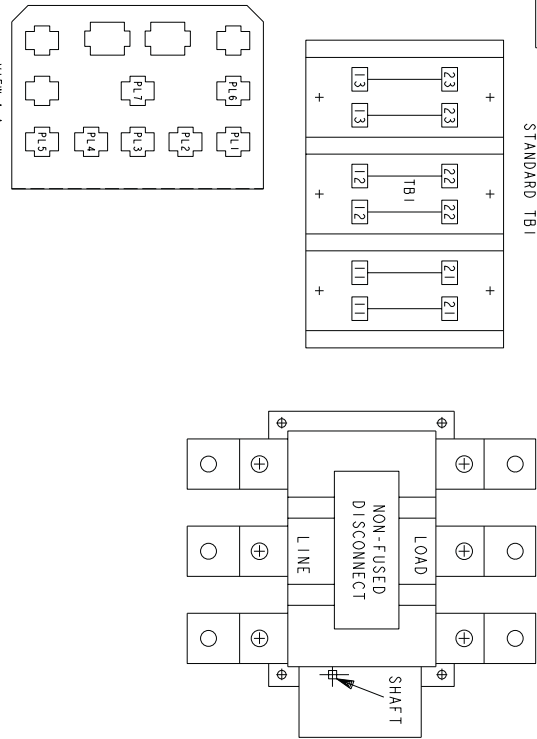 STANDARD TB1
23
23
13
13
22
22
TB1
12
12
21
21
11
11
PL7
PL6
PL5
PL4
PL3
PL2
PL1
LOAD
NON-FUSED
DISCONNECT
LINE
SHAFT